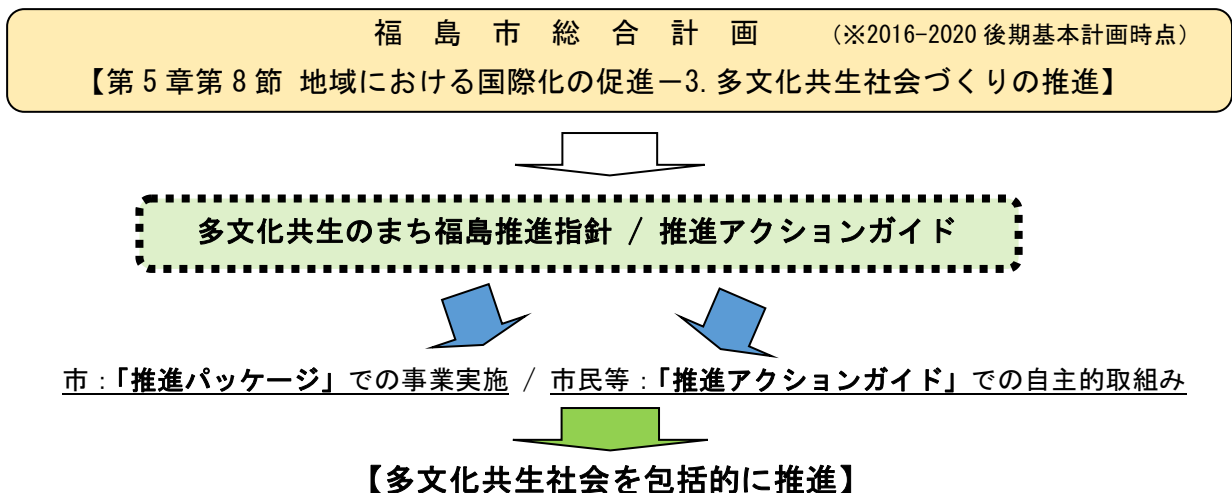 福島市総合計画 (※2016-2020 後期基本計画時点)
【第5章第8節 地域における国際化の促進－3. 多文化共生社会づくりの推進】
多文化共生のまち福島推進指針 / 推進アクションガイド
市：「推進パッケージ」での事業実施 / 市民等：「推進アクションガイド」での自主的取組み
【多文化共生社会を包括的に推進】